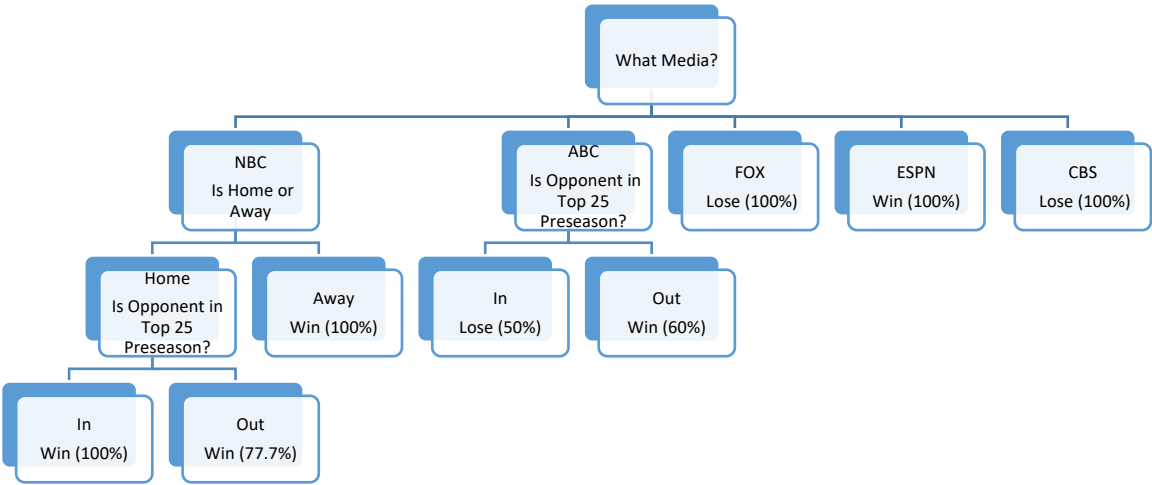 What Media?
NBC
Is Home or
Away
ABC
Is Opponent in
Top 25
Preseason?
FOX
Lose (100%)
ESPN
Win (100%)
CBS
Lose (100%)
Home
Is Opponent in
Top 25
Preseason?
Away
Win (100%)
In
Lose (50%)
Out
Win (60%)
In
Win (100%)
Out
Win (77.7%)